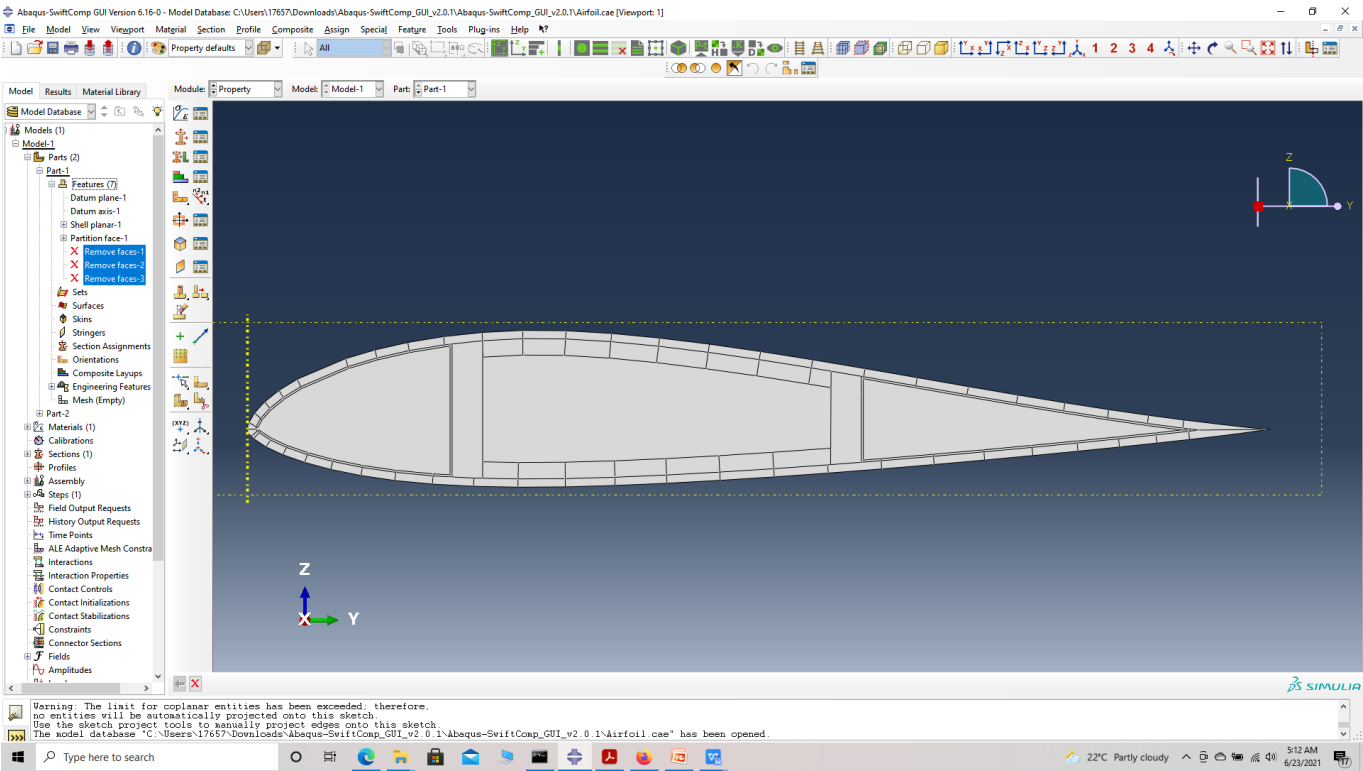 Abaqus-SwiftComp GUI Version 6.16-0 - Model Database: C:\Users\17657\Downloads\Abaqus-SwiftComp_GUI_v2.0.1\Abaqus-SwiftComp_GUI_v2.0.1\Airfoil.cae [Viewport: 1]
File Model View Viewport Material Section Profile Composite Assign Special Feature Tools Plug-ins Help
Property defaults All 1 2 3 4
Model Results Material Library Module: Property Model: Model-1 Part: Part-1
Model Database
Models (1)
Model-1
Parts (2)
Part-1
Features (7)
Datum plane-1
Datum axis-1
Shell planar-1
Partition face-1
X Remove faces-1
X Remove faces-2
X Remove faces-3
Sets
Surfaces
Skins
Stringers
Section Assignments
Orientations
Composite Layups
Engineering Features
Mesh (Empty)
Part-2
Materials (1)
Calibrations
Sections (1)
Profiles
Assembly
Steps (1)
Field Output Requests
History Output Requests
Time Points
ALE Adaptive Mesh Constra
Interactions
Interaction Properties
Contact Controls
Contact Initializations
Contact Stabilizations
Constraints
Connector Sections
Fields
Amplitudes
(XYZ)
Z
X Y
Z
X Y
SIMULIA
Warning: The limit for coplanar entities has been exceeded; therefore,
no entities will be automatically projected onto this sketch.
Use the sketch project tools to manually project edges onto this sketch.
The model database "C:\Users\17657\Downloads\Abaqus-SwiftComp_GUI_v2.0.1\Abaqus-SwiftComp_GUI_v2.0.1\Airfoil.cae" has been opened.
>>>
Type here to search
22°C Partly cloudy
5:12 AM
6/23/2021
17